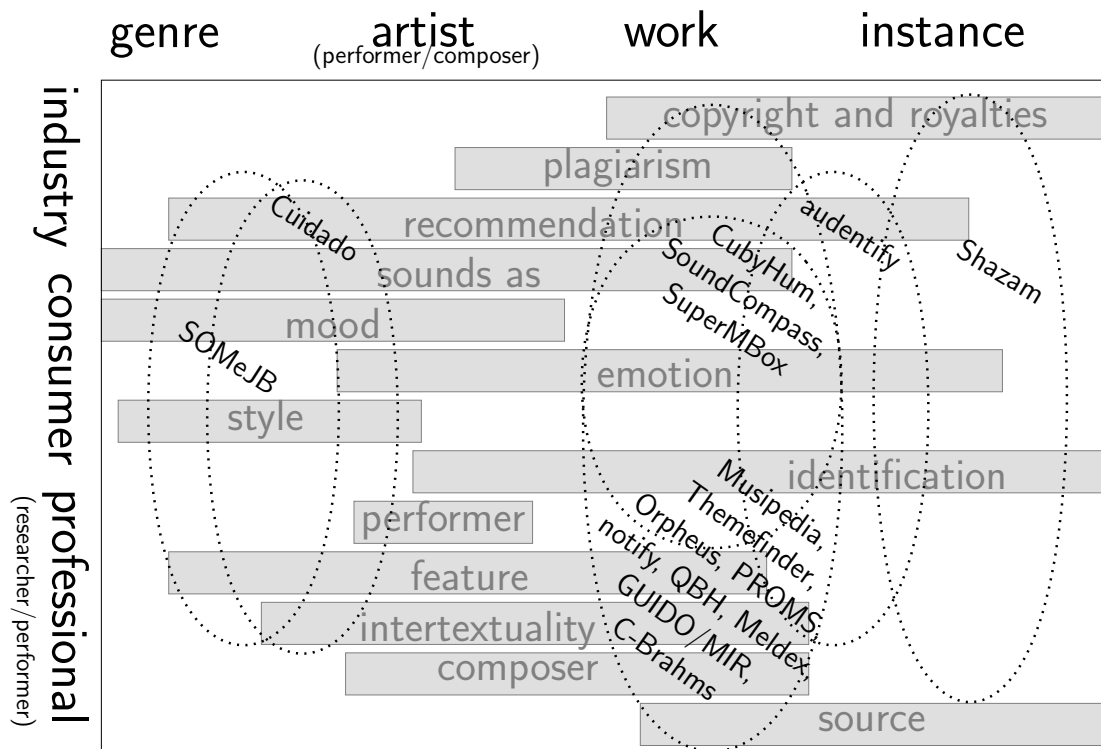 genre
artist
(performer/composer)
work
instance
industry
consumer
professional
(researcher/performer)
copyright and royalties
plagiarism
recommendation
sounds as
mood
emotion
style
identification
performer
feature
intertextuality
composer
source
Cuidado
SOMeJB
CubyHum,
SoundCompass,
SuperMBox
audentify
Shazam
Musipedia,
Themefinder,
Orpheus, PROMS,
notify, QBH, Meldex,
GUIDO/MIR,
C-Brahms